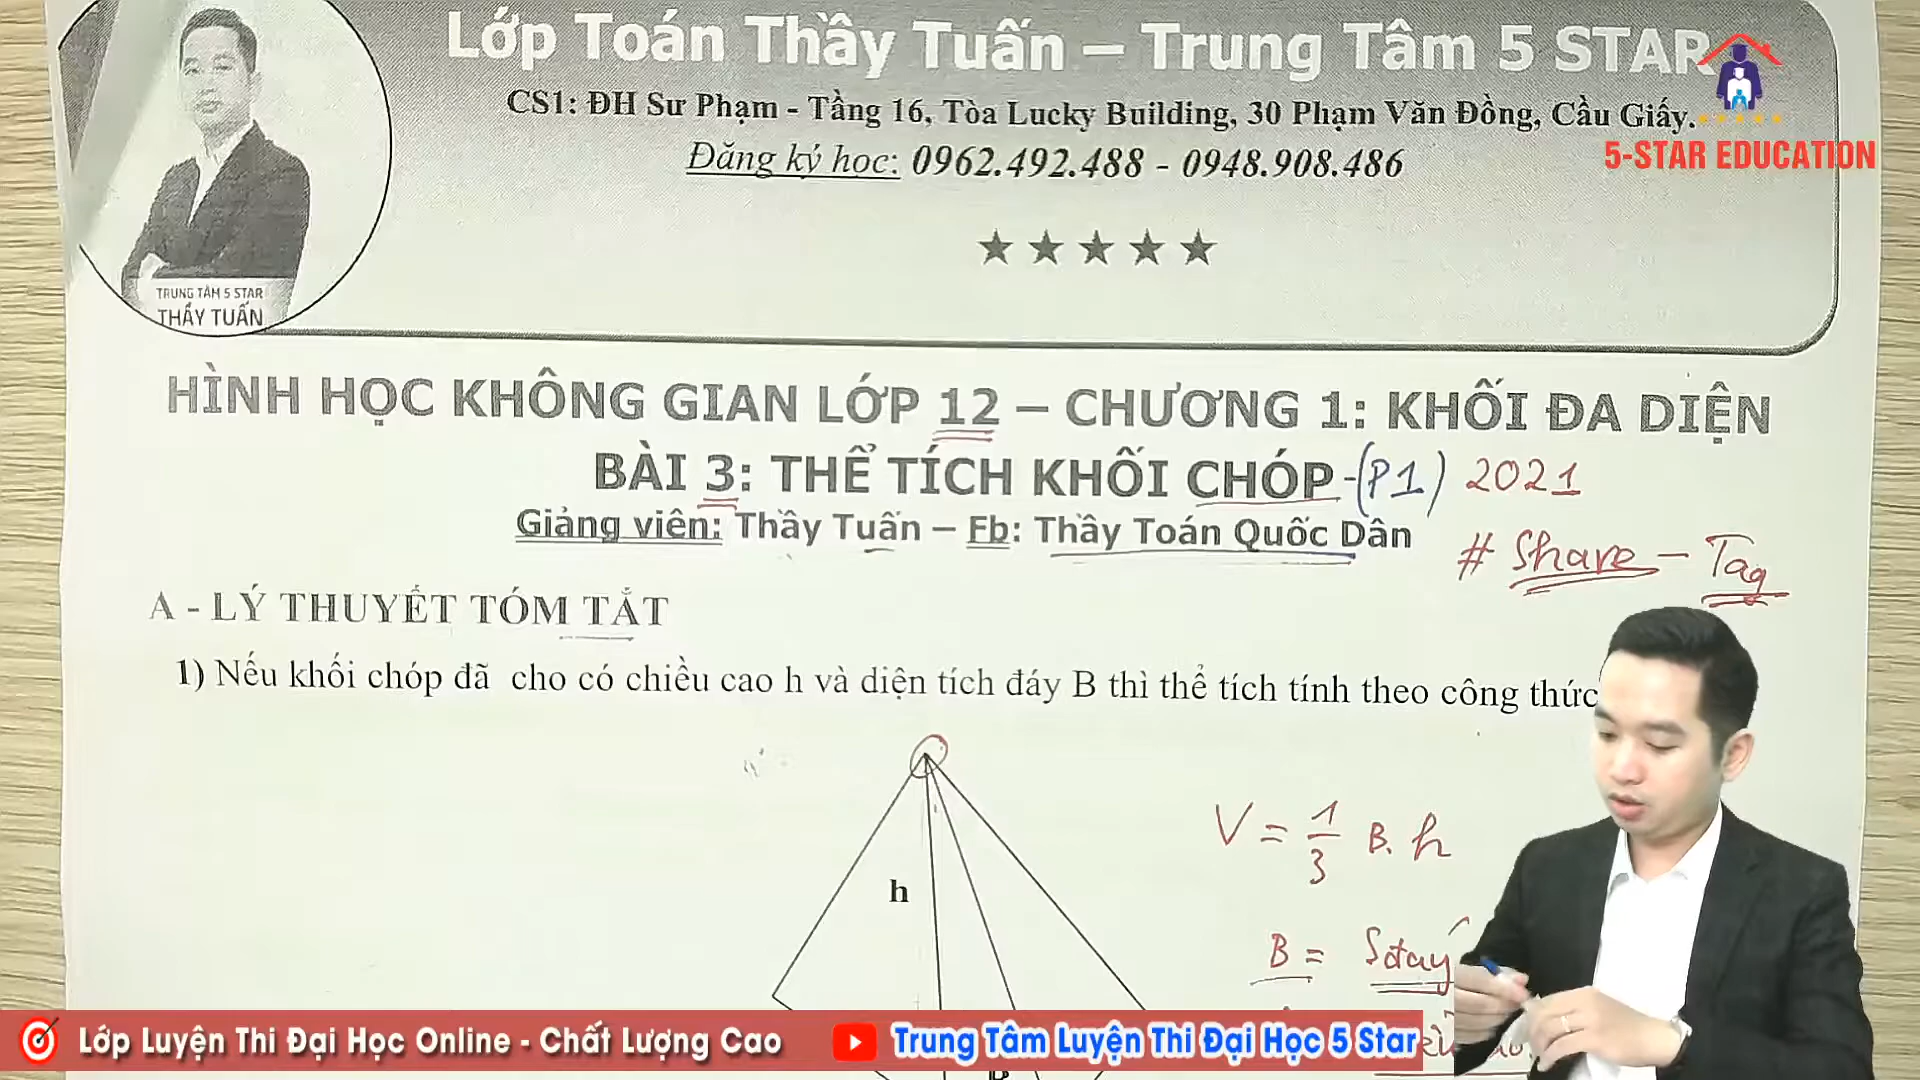 Lớp Toán Thầy Tuấn – Trung Tâm 5 STAR
CS1: ĐH Sư Phạm - Tầng 16, Tòa Lucky Building, 30 Phạm Văn Đồng, Cầu Giấy.
5-STAR EDUCATION
Đăng ký học: 0962.492.488 - 0948.908.486
TRUNG TÂM 5 STAR
THẦY TUẤN
HÌNH HỌC KHÔNG GIAN LỚP 12 – CHƯƠNG 1: KHỐI ĐA DIỆN
BÀI 3: THỂ TÍCH KHỐI CHÓP -(P1) 2021
Giảng viên: Thầy Tuấn – Fb: Thầy Toán Quốc Dân
# Share – Tag
A - LÝ THUYẾT TÓM TẮT
1) Nếu khối chóp đã cho có chiều cao h và diện tích đáy B thì thể tích tính theo công thức
V = 1/3 B. h
h
B = Sđáy
B
Lớp Luyện Thi Đại Học Online - Chất Lượng Cao
Trung Tâm Luyện Thi Đại Học 5 Star